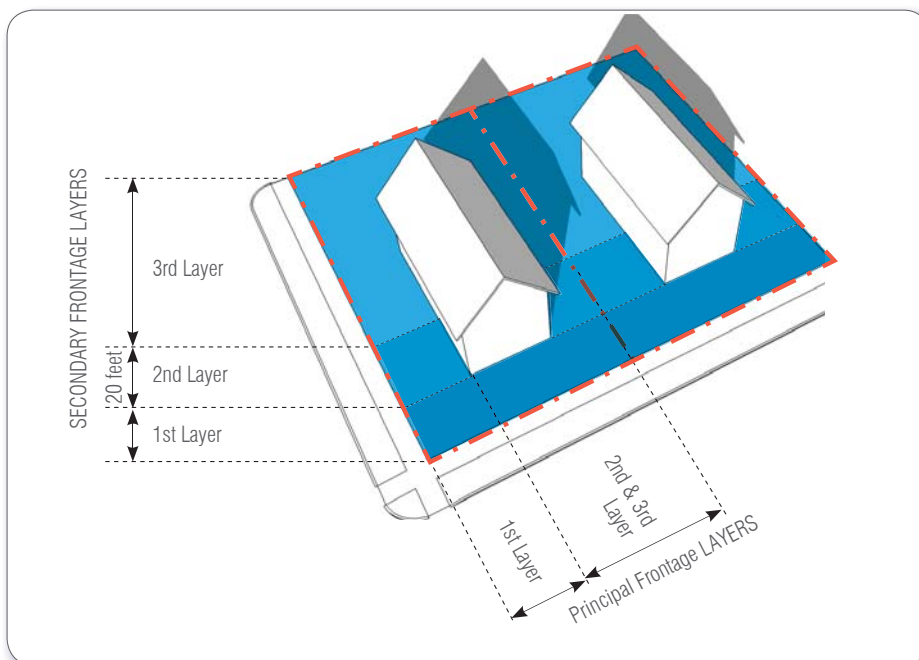 SECONDARY FRONTAGE LAYERS
3rd Layer
20 feet
2nd Layer
1st Layer
1st Layer
2nd & 3rd
Layer
Principal Frontage LAYERS